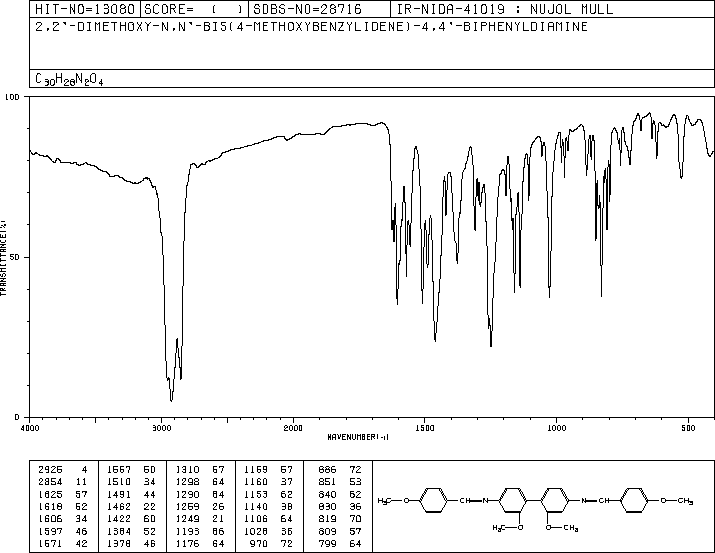 HIT-NO=13080 SCORE= ( ) SDBS-NO=28716 IR-NIDA-41019 : NUJOL MULL
2,2'-DIMETHOXY-N,N'-BIS(4-METHOXYBENZYLIDENE)-4,4'-BIPHENYLDIAMINE
C30H28N2O4
100
50
0
TRANSMITTANCE(%)
4000 3000 2000 1500 1000 500
WAVENUMBER(-1)
2925 4 1567 60 1310 57 1169 67 886 72
2854 11 1510 34 1298 64 1160 37 851 53
1625 57 1491 44 1290 64 1153 62 840 62
1618 52 1462 22 1259 26 1140 38 830 36
1606 34 1422 60 1249 21 1106 64 819 70
1597 46 1384 52 1193 66 1028 36 809 57
1571 42 1378 46 1176 64 970 72 799 64
H3C-O CH N N CH O-CH3
O-CH3 O-CH3